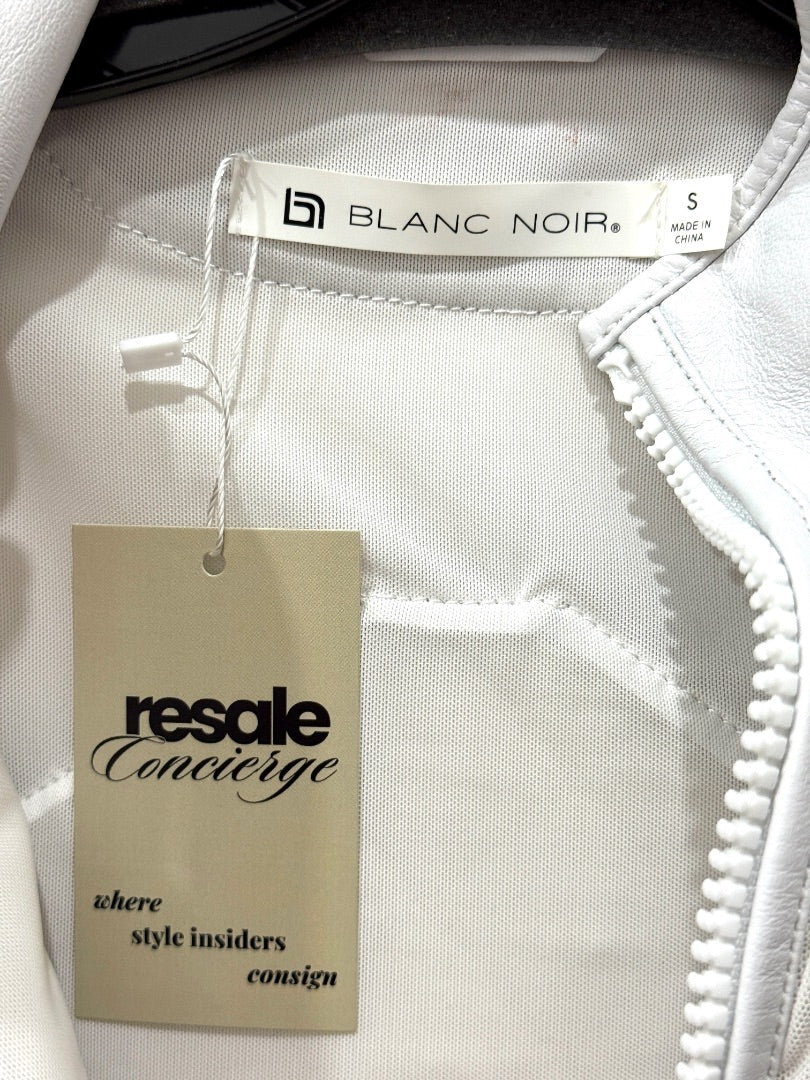 BLANC NOIR®
S
MADE IN
CHINA
resale
Concierge
where
style insiders
consign